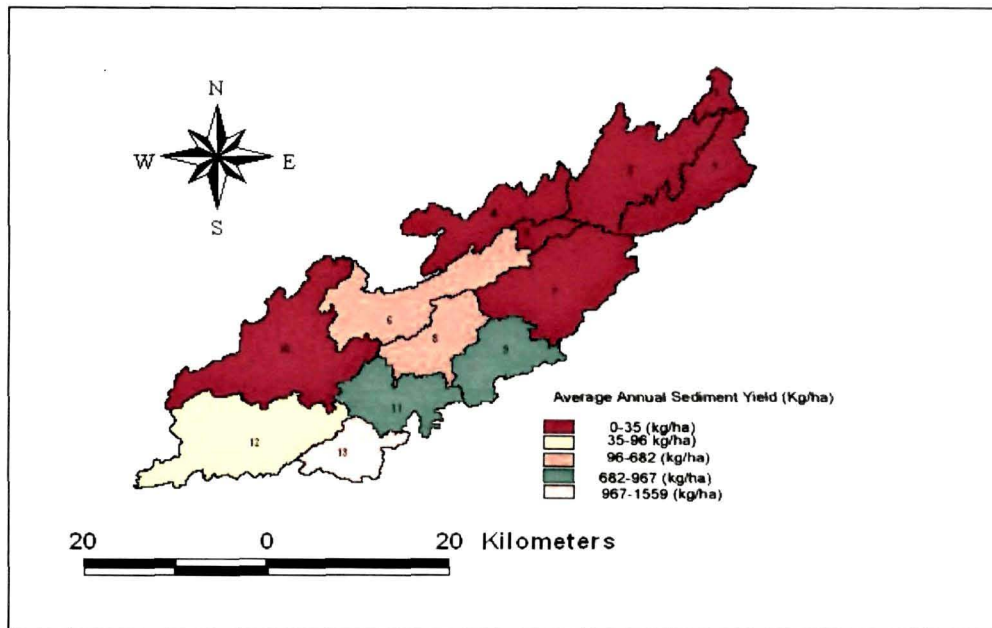 N
W E
S
6
8
9
11
12
13
Average Annual Sediment Yield (Kg/ha)
0-35 (kg/ha)
35-96 kg/ha)
96-682 (kg/ha)
682-967 (kg/ha)
967-1559 (kg/ha)
20 0 20 Kilometers